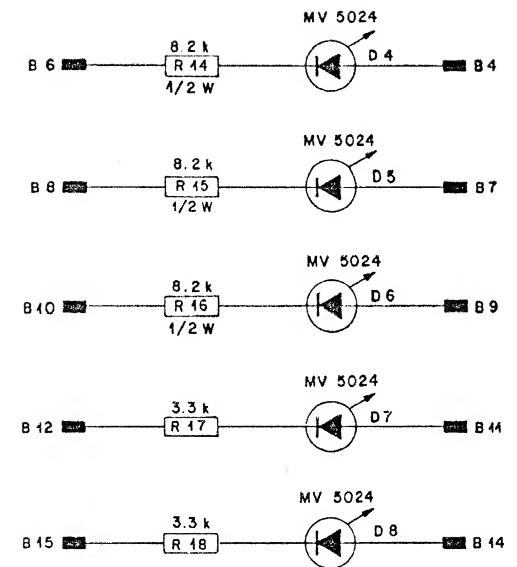 MV 5024
8.2 k
D 4
B 6
R 14
B 4
1/2 W
MV 5024
8.2 k
D 5
B 8
R 15
B 7
1/2 W
MV 5024
8.2 k
D 6
B 10
R 16
B 9
1/2 W
MV 5024
3.3 k
D 7
B 12
R 17
B 11
MV 5024
3.3 k
D 8
B 15
R 18
B 14